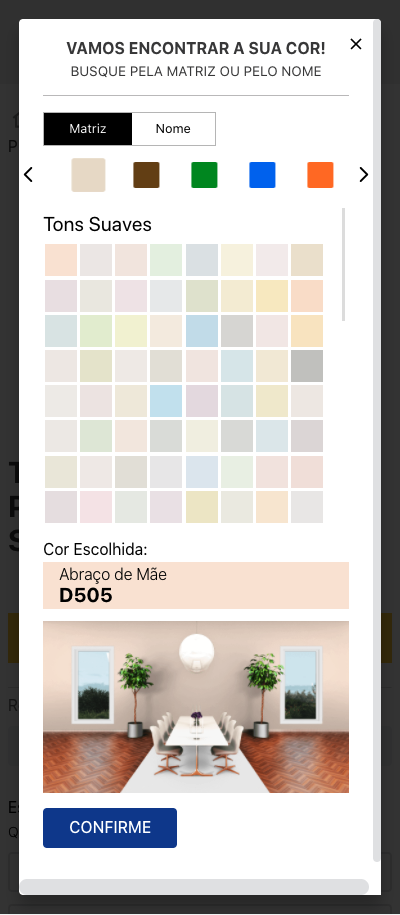 VAMOS ENCONTRAR A SUA COR!
BUSQUE PELA MATRIZ OU PELO NOME
Matriz Nome
Tons Suaves
Cor Escolhida:
Abraço de Mãe
D505
CONFIRME